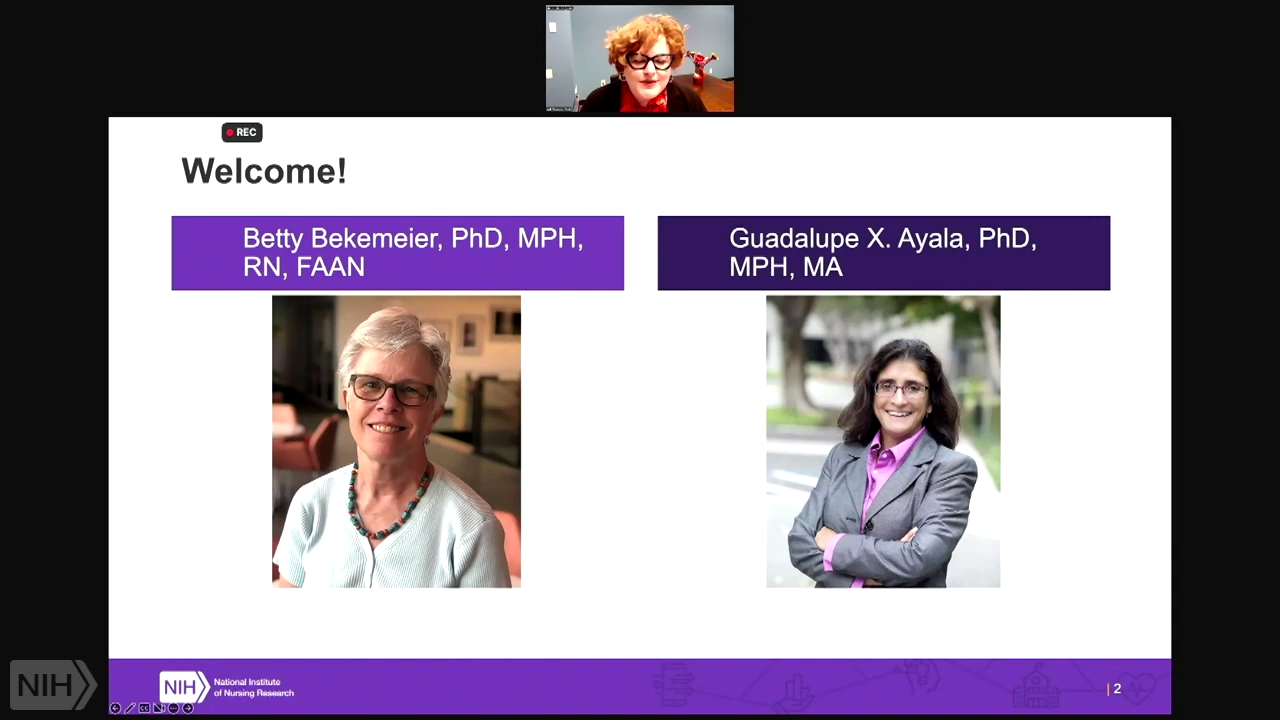 REC
Welcome!
Betty Bekemeier, PhD, MPH,
RN, FAAN
Guadalupe X. Ayala, PhD,
MPH, MA
NIH
NIH
National Institute
of Nursing Research
| 2